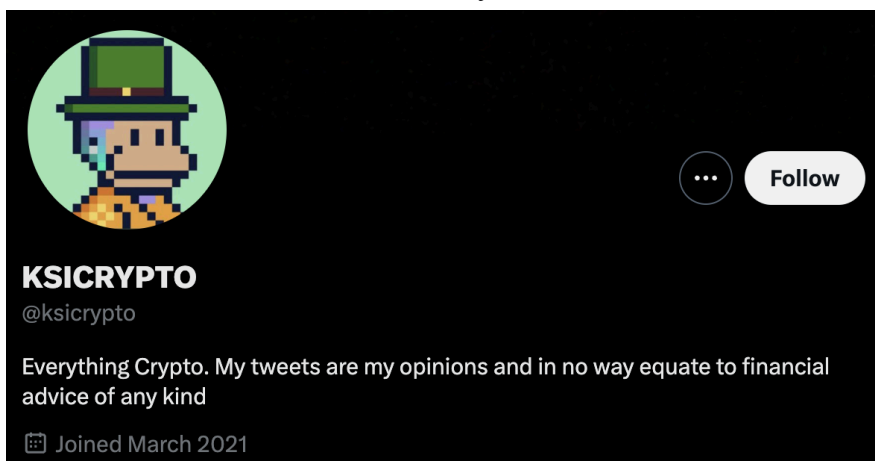 Follow
KSICRYPTO
@ksicrypto
Everything Crypto. My tweets are my opinions and in no way equate to financial
advice of any kind
Joined March 2021